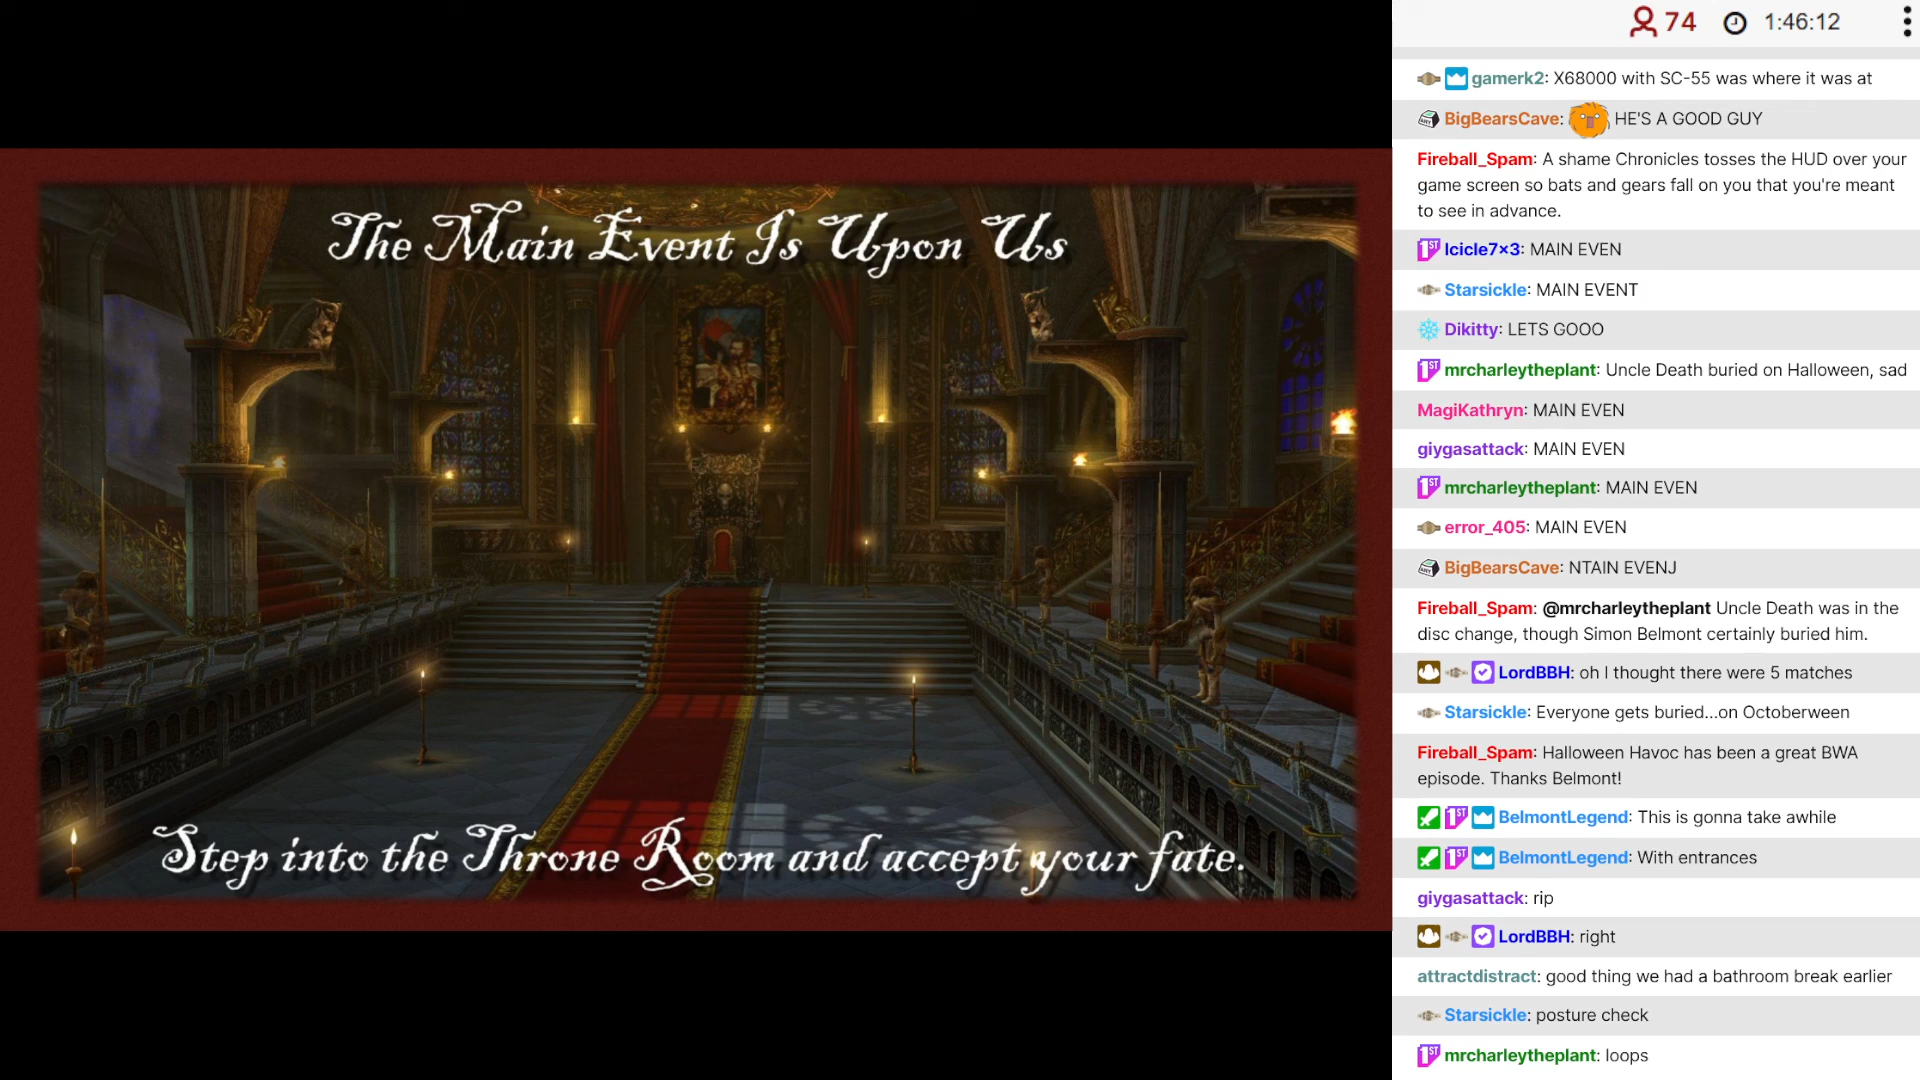 The Main Event Is Upon Us
Step into the Throne Room and accept your fate.
74 1:46:12
gamerk2: X68000 with SC-55 was where it was at
BigBearsCave: HE'S A GOOD GUY
Fireball_Spam: A shame Chronicles tosses the HUD over your
game screen so bats and gears fall on you that you're meant
to see in advance.
Icicle7x3: MAIN EVEN
Starsickle: MAIN EVENT
Dikitty: LETS GOOO
mrcharleytheplant: Uncle Death buried on Halloween, sad
MagiKathryn: MAIN EVEN
giygasattack: MAIN EVEN
mrcharleytheplant: MAIN EVEN
error_405: MAIN EVEN
BigBearsCave: NTAIN EVENJ
Fireball_Spam: @mrcharleytheplant Uncle Death was in the
disc change, though Simon Belmont certainly buried him.
LordBBH: oh I thought there were 5 matches
Starsickle: Everyone gets buried...on Octoberween
Fireball_Spam: Halloween Havoc has been a great BWA
episode. Thanks Belmont!
BelmontLegend: This is gonna take awhile
BelmontLegend: With entrances
giygasattack: rip
LordBBH: right
attractdistract: good thing we had a bathroom break earlier
Starsickle: posture check
mrcharleytheplant: loops